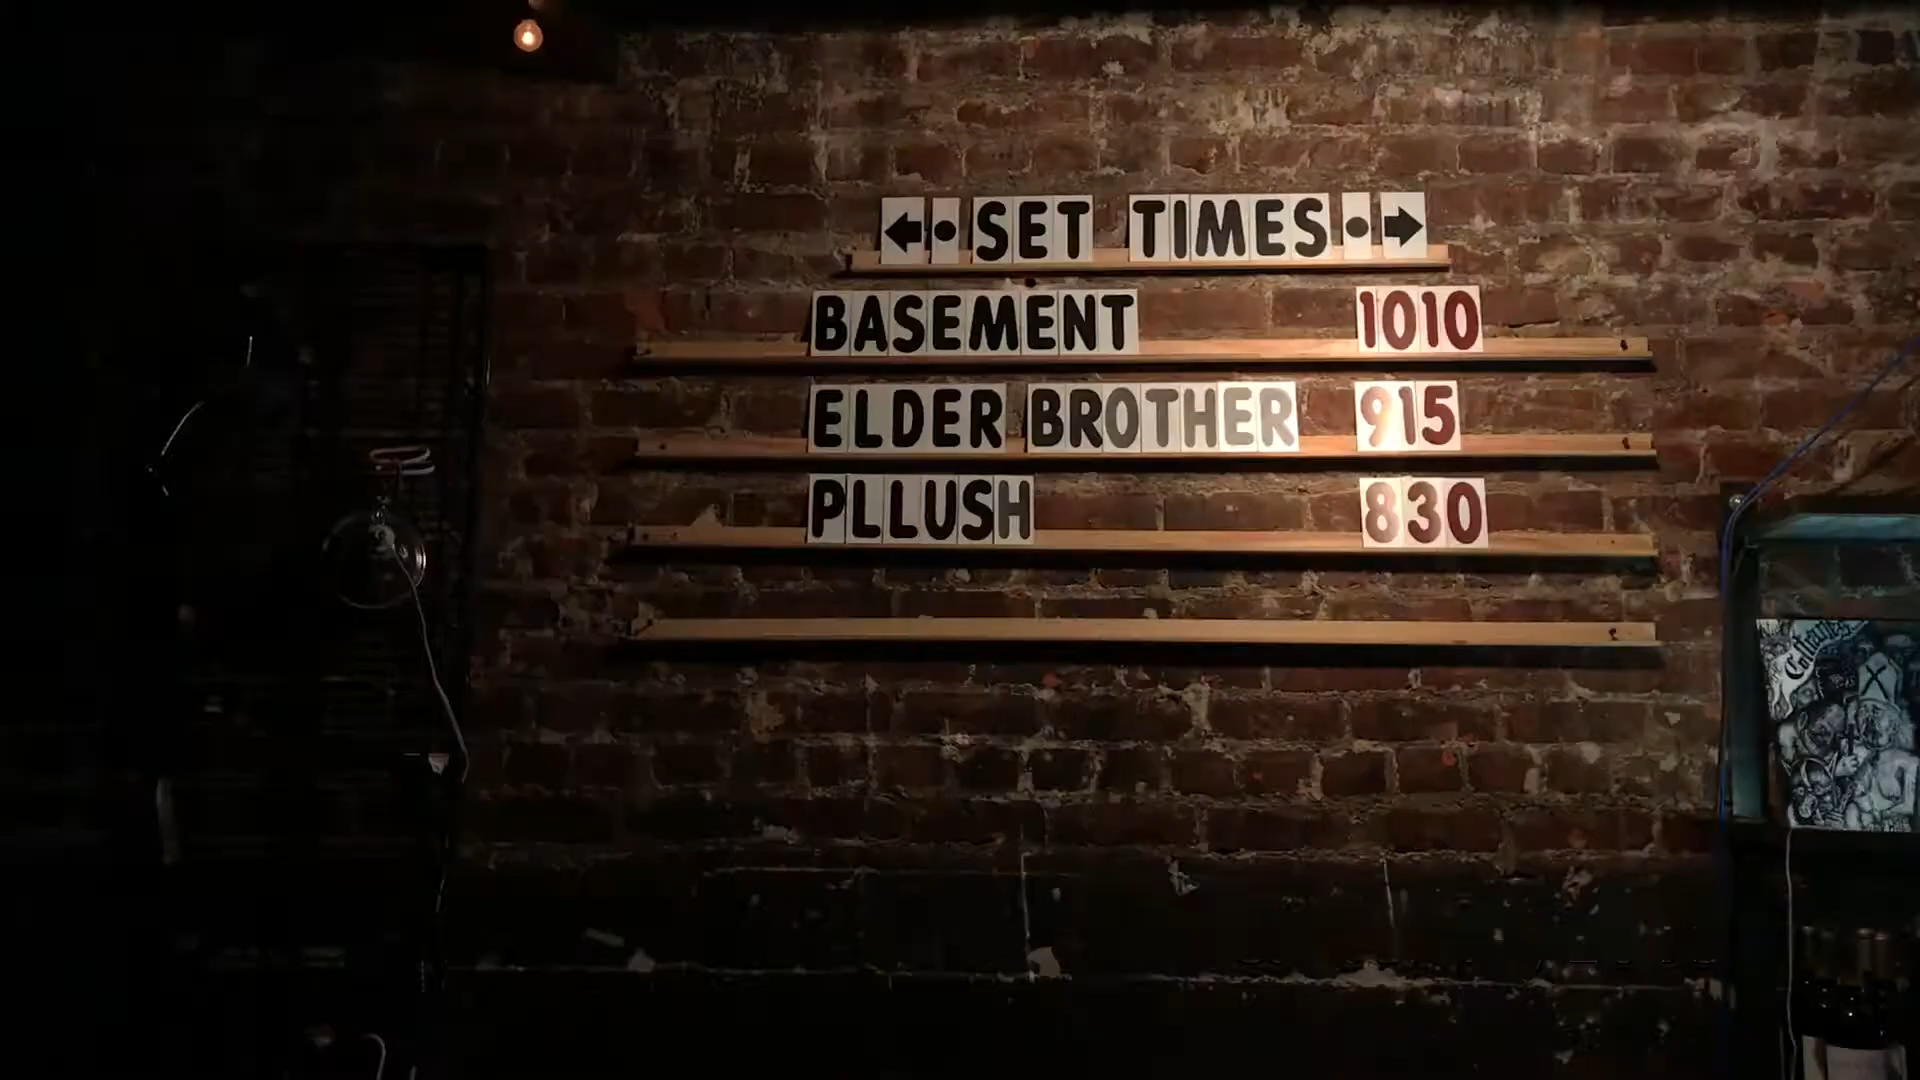 ←•SET TIMES•→
BASEMENT 1010
ELDER BROTHER 915
PLLUSH 830